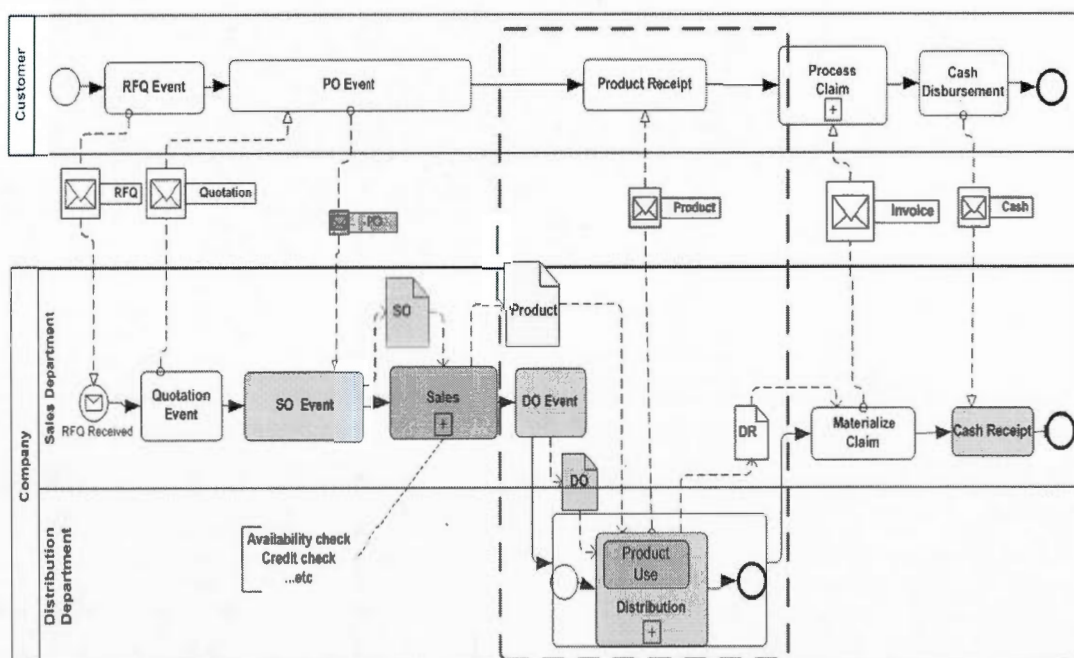 Customer
RFQ Event
PO Event
Product Receipt
Process
Claim
+
Cash
Disbursement
RFQ
Quotation
PO
Product
Invoice
Cash
Company
Sales Department
SO
Product
RFQ Received
Quotation
Event
SO Event
Sales
+
DO Event
DR
Materialize
Claim
Cash Receipt
Distribution
Department
Availability check
Credit check
...etc
DO
Product
Use
Distribution
+